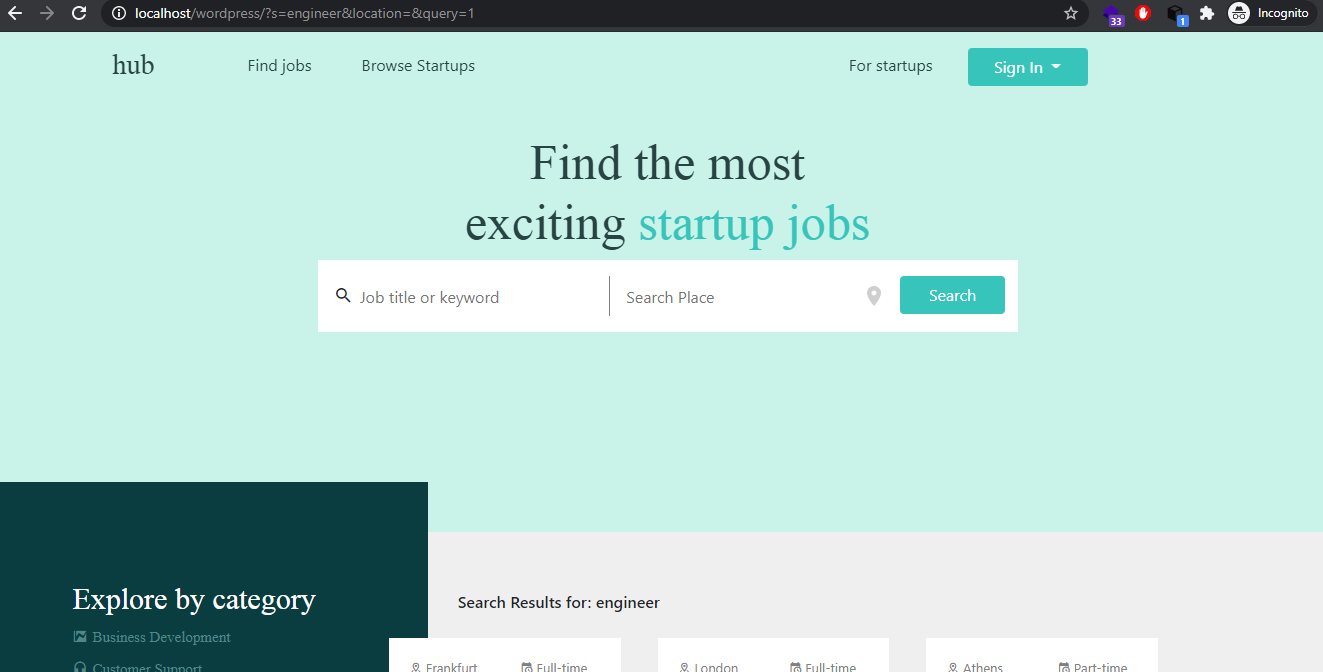 localhost/wordpress/?s=engineer&location=&query=1
33
1
Incognito
hub
Find jobs
Browse Startups
For startups
Sign In
Find the most
exciting startup jobs
Job title or keyword
Search Place
Search
Explore by category
Business Development
Customer Support
Search Results for: engineer
Frankfurt
Full-time
London
Full-time
Athens
Part-time